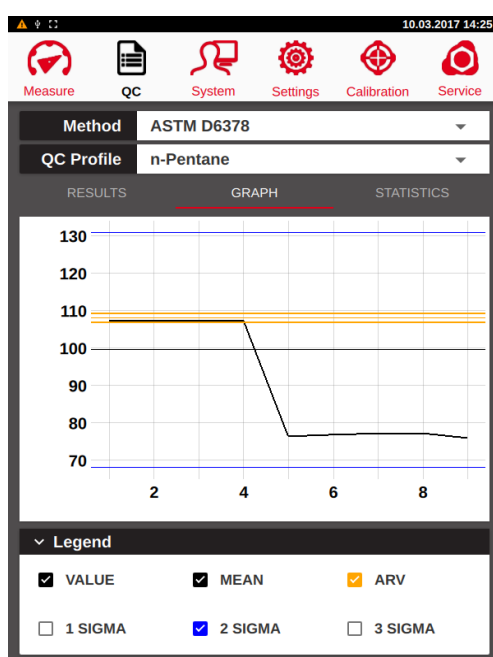 10.03.2017 14:25
Measure QC System Settings Calibration Service
Method ASTM D6378
QC Profile n-Pentane
RESULTS GRAPH STATISTICS
130
120
110
100
90
80
70
2 4 6 8
Legend
VALUE MEAN ARV
1 SIGMA 2 SIGMA 3 SIGMA